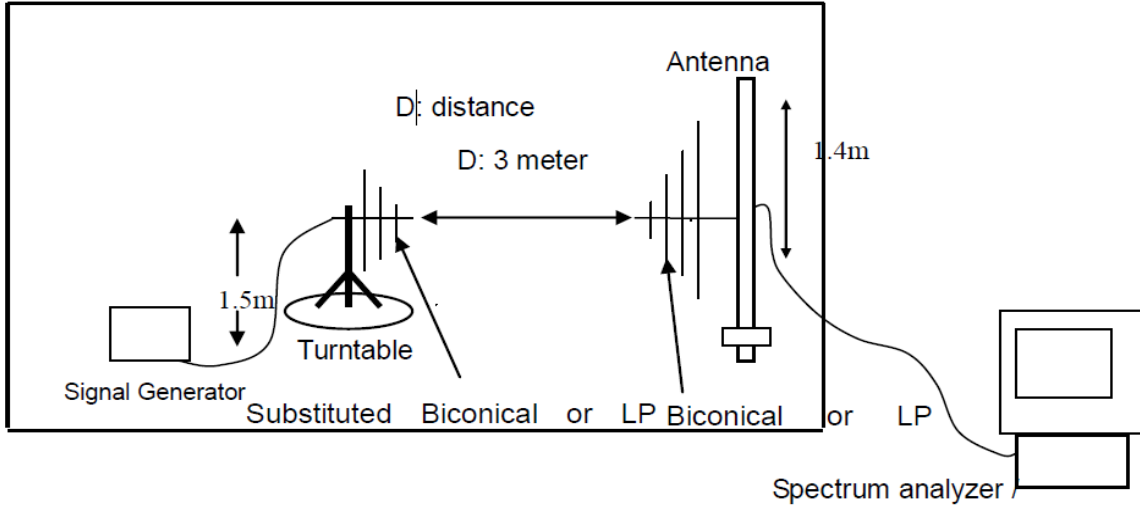 Antenna
D: distance
D: 3 meter
1.4m
1.5m
Turntable
Signal Generator
Substituted Biconical or LP Biconical or LP
Spectrum analyzer /